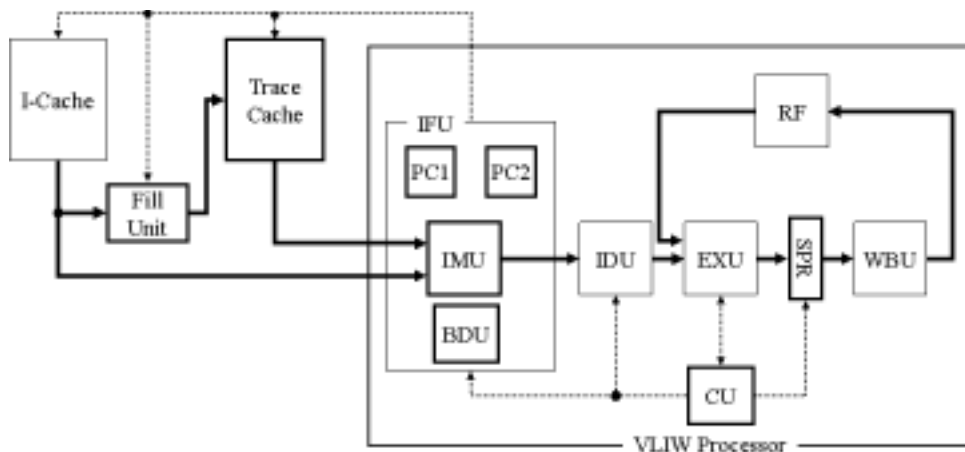 I-Cache
Trace
Cache
Fill
Unit
IFU
PC1
PC2
IMU
BDU
IDU
EXU
SPR
WBU
RF
CU
VLIW Processor